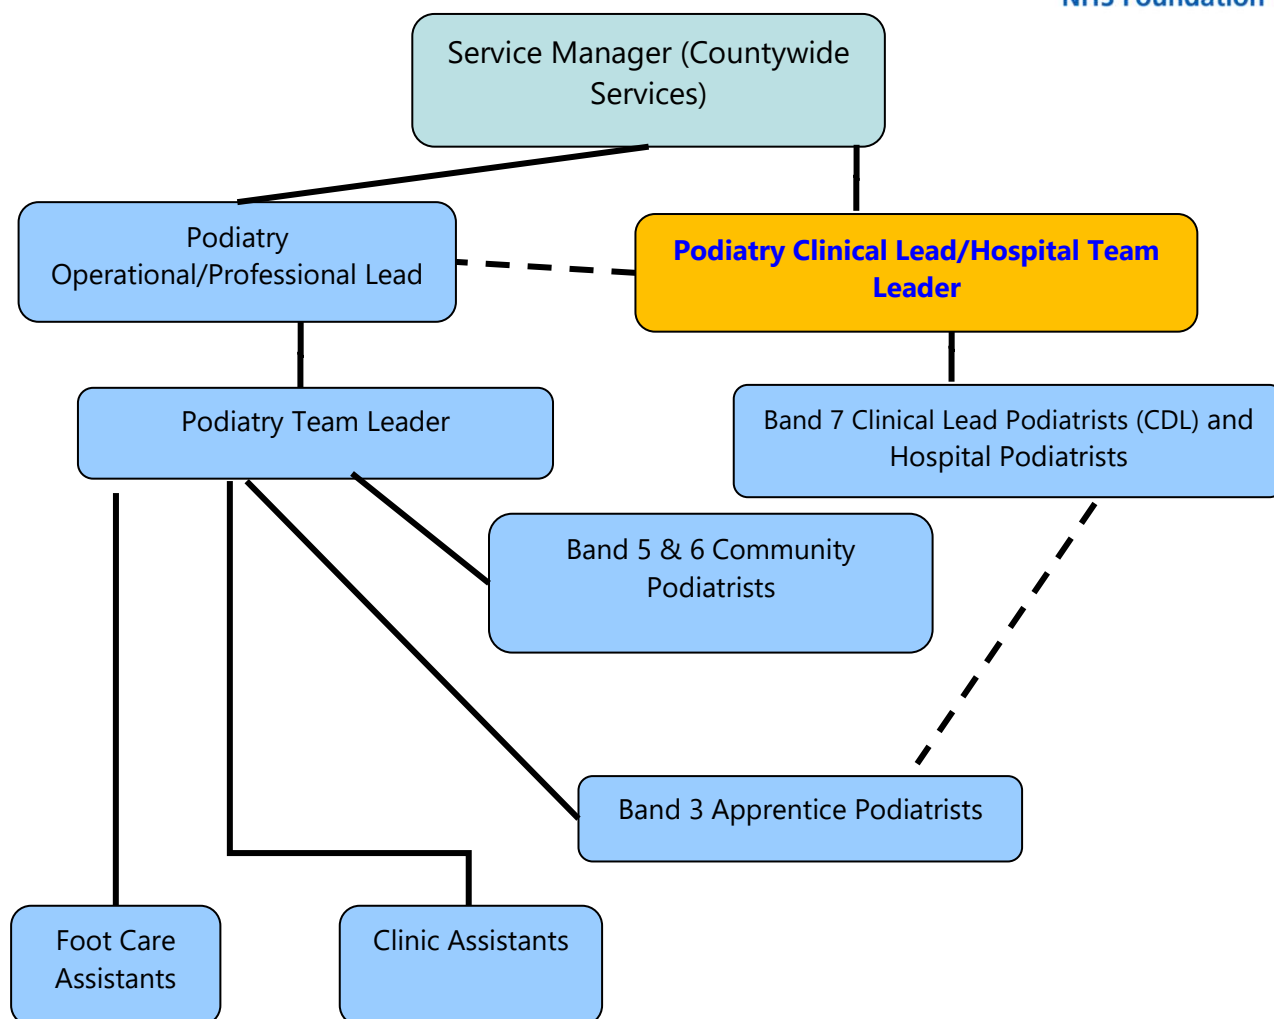 NHS Foundation
Service Manager (Countywide
Services)
Podiatry
Operational/Professional Lead
Podiatry Clinical Lead/Hospital Team
Leader
Podiatry Team Leader
Band 7 Clinical Lead Podiatrists (CDL) and
Hospital Podiatrists
Band 5 & 6 Community
Podiatrists
Band 3 Apprentice Podiatrists
Foot Care
Assistants
Clinic Assistants